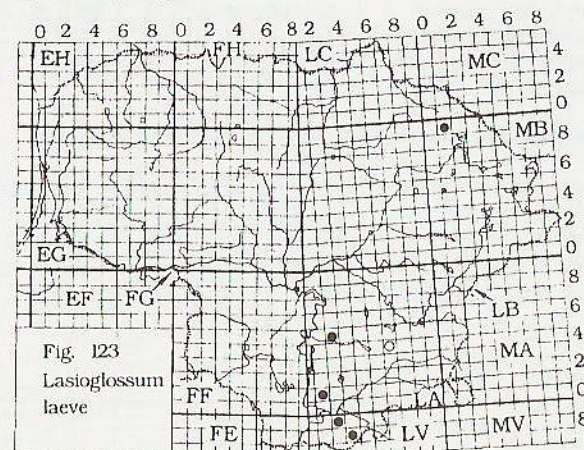 0 2 4 6 8 0 2 4 6 8 2 4 6 8 0 2 4 6 8
EH FH LC MC
4
2
0
MB
8
6
4
2
0
EG
EF FG
8
LB
6
MA
4
2
0
Fig. 123
Lasioglossum
laeve
FF LA
FE LV MV
8